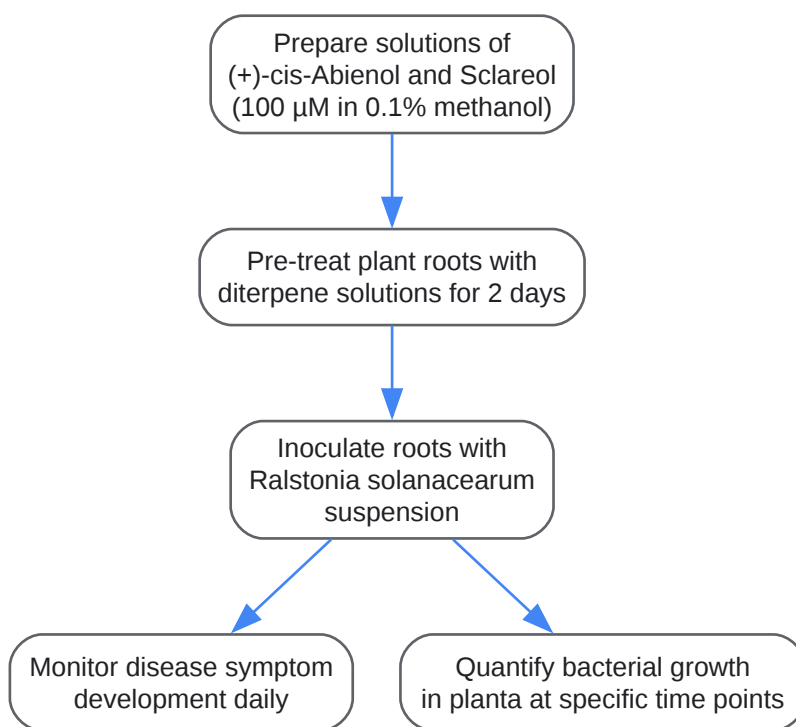 Prepare solutions of
(+)-cis-Abienol and Sclareol
(100 µM in 0.1% methanol)
Pre-treat plant roots with
diterpene solutions for 2 days
Inoculate roots with
Ralstonia solanacearum
suspension
Monitor disease symptom
development daily
Quantify bacterial growth
in planta at specific time points